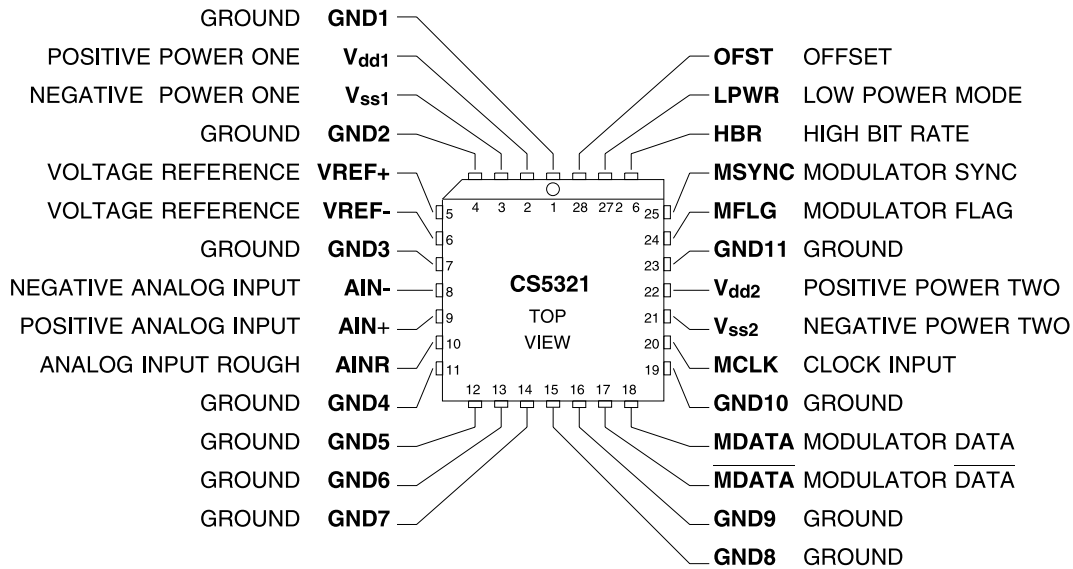 GROUND GND1
POSITIVE POWER ONE Vdd1
NEGATIVE POWER ONE Vss1
GROUND GND2
VOLTAGE REFERENCE VREF+
VOLTAGE REFERENCE VREF-
GROUND GND3
NEGATIVE ANALOG INPUT AIN-
POSITIVE ANALOG INPUT AIN+
ANALOG INPUT ROUGH AINR
GROUND GND4
GROUND GND5
GROUND GND6
GROUND GND7
4 3 2 1 28 27 2 6
5
6
7
8
9
10
11
CS5321
TOP
VIEW
25
24
23
22
21
20
19
12 13 14 15 16 17 18
OFST OFFSET
LPWR LOW POWER MODE
HBR HIGH BIT RATE
MSYNC MODULATOR SYNC
MFLG MODULATOR FLAG
GND11 GROUND
Vdd2 POSITIVE POWER TWO
Vss2 NEGATIVE POWER TWO
MCLK CLOCK INPUT
GND10 GROUND
MDATA MODULATOR DATA
M̅D̅A̅T̅A̅ MODULATOR D̅A̅T̅A̅
GND9 GROUND
GND8 GROUND